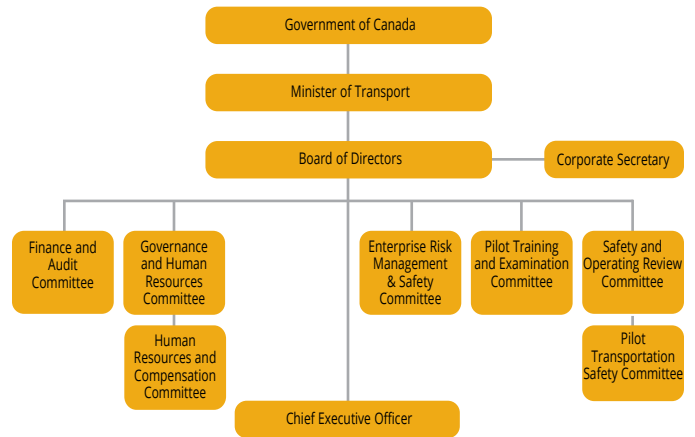 Government of Canada
Minister of Transport
Board of Directors
Corporate Secretary
Finance and
Audit
Committee
Governance
and Human
Resources
Committee
Enterprise Risk
Management
& Safety
Committee
Pilot Training
and Examination
Committee
Safety and
Operating Review
Committee
Human
Resources and
Compensation
Committee
Pilot
Transportation
Safety Committee
Chief Executive Officer